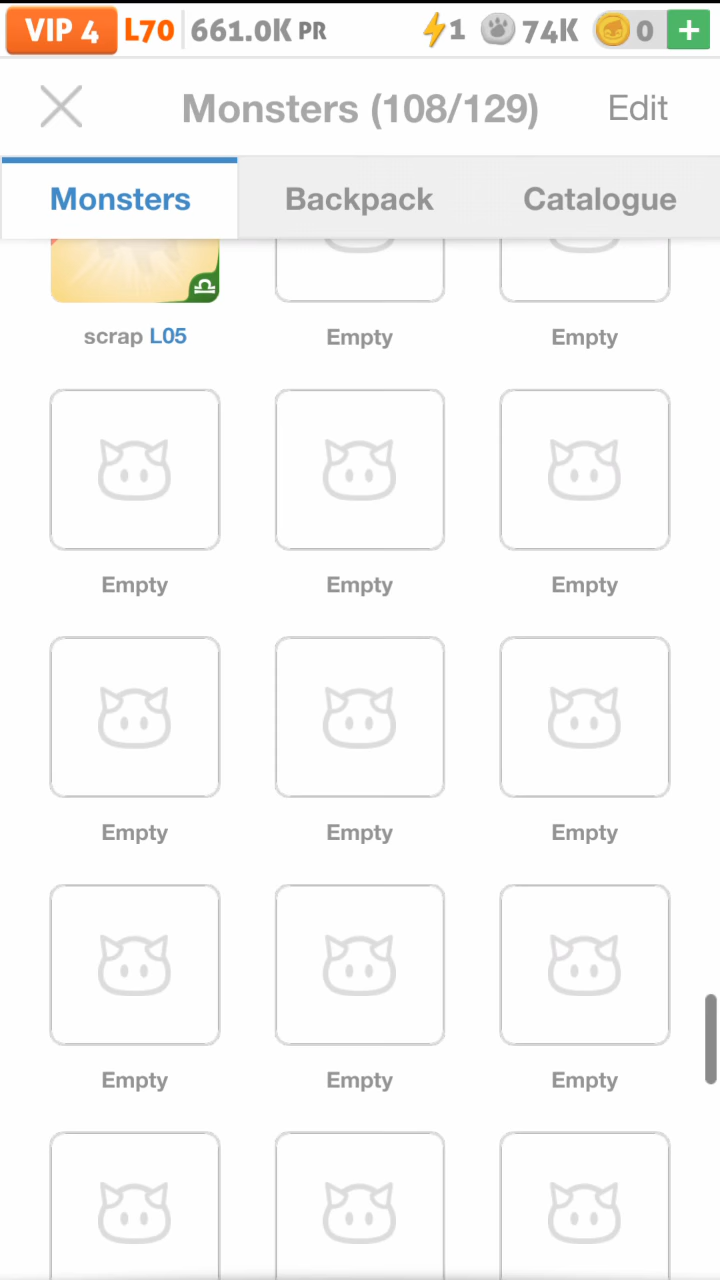 VIP 4 L70 661.0K PR 1 74K 0 +
Monsters (108/129) Edit
Monsters Backpack Catalogue
scrap L05 Empty Empty
Empty Empty Empty
Empty Empty Empty
Empty Empty Empty